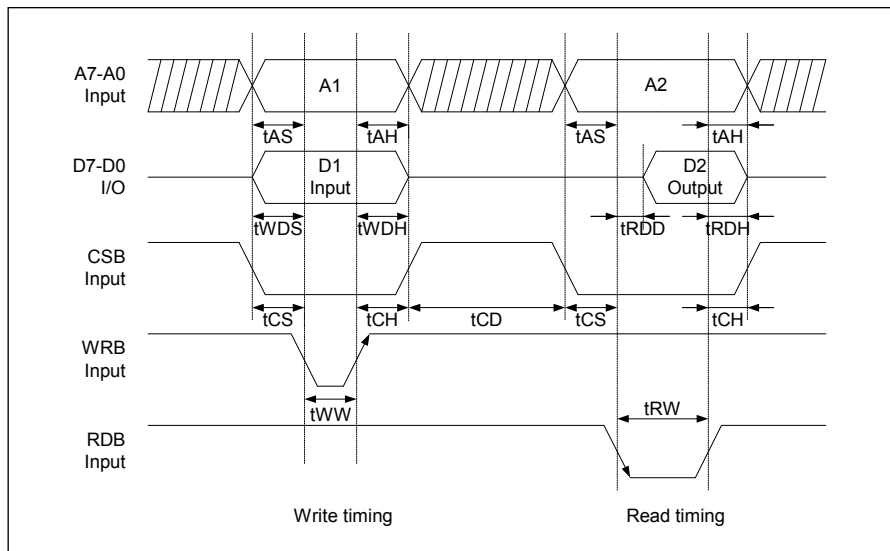 A7-A0
Input
A1
A2
tAS
tAH
tAS
tAH
D7-D0
I/O
D1
Input
D2
Output
tWDS
tWDH
tRDD
tRDH
CSB
Input
tCS
tCH
tCD
tCS
tCH
WRB
Input
tWW
tRW
RDB
Input
Write timing
Read timing